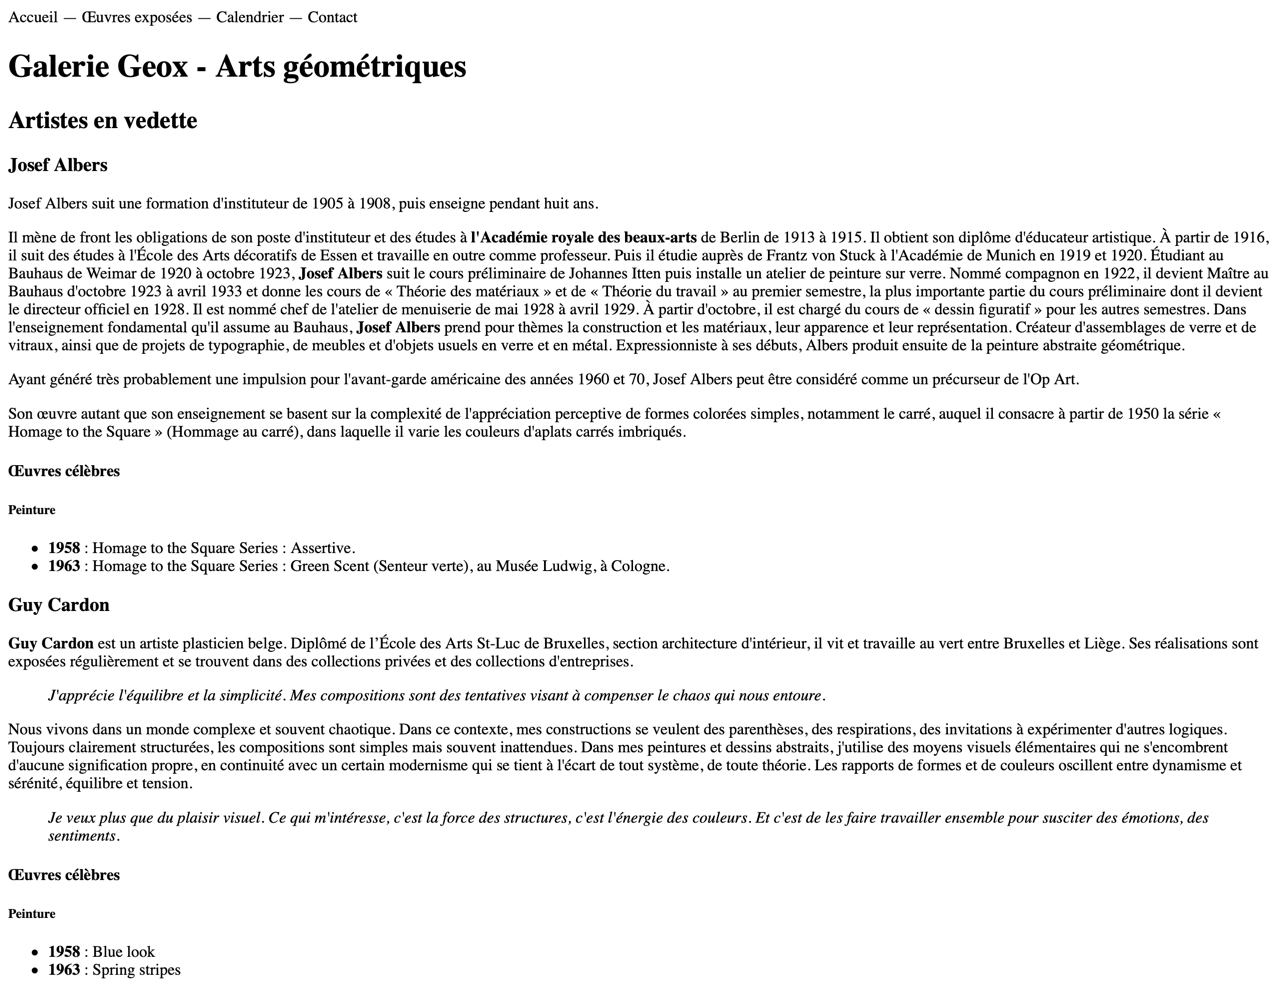 Accueil — Œuvres exposées — Calendrier — Contact
Galerie Geox - Arts géométriques
Artistes en vedette
Josef Albers
Josef Albers suit une formation d'instituteur de 1905 à 1908, puis enseigne pendant huit ans.
Il mène de front les obligations de son poste d'instituteur et des études à l'Académie royale des beaux-arts de Berlin de 1913 à 1915. Il obtient son diplôme d'éducateur artistique. À partir de 1916,
il suit des études à l'École des Arts décoratifs de Essen et travaille en outre comme professeur. Puis il étudie auprès de Frantz von Stuck à l'Académie de Munich en 1919 et 1920. Étudiant au
Bauhaus de Weimar de 1920 à octobre 1923, Josef Albers suit le cours préliminaire de Johannes Itten puis installe un atelier de peinture sur verre. Nommé compagnon en 1922, il devient Maître au
Bauhaus d'octobre 1923 à avril 1933 et donne les cours de « Théorie des matériaux » et de « Théorie du travail » au premier semestre, la plus importante partie du cours préliminaire dont il devient
le directeur officiel en 1928. Il est nommé chef de l'atelier de menuiserie de mai 1928 à avril 1929. À partir d'octobre, il est chargé du cours de « dessin figuratif » pour les autres semestres. Dans
l'enseignement fondamental qu'il assume au Bauhaus, Josef Albers prend pour thèmes la construction et les matériaux, leur apparence et leur représentation. Créateur d'assemblages de verre et de
vitraux, ainsi que de projets de typographie, de meubles et d'objets usuels en verre et en métal. Expressionniste à ses débuts, Albers produit ensuite de la peinture abstraite géométrique.
Ayant généré très probablement une impulsion pour l'avant-garde américaine des années 1960 et 70, Josef Albers peut être considéré comme un précurseur de l'Op Art.
Son œuvre autant que son enseignement se basent sur la complexité de l'appréciation perceptive de formes colorées simples, notamment le carré, auquel il consacre à partir de 1950 la série «
Homage to the Square » (Hommage au carré), dans laquelle il varie les couleurs d'aplats carrés imbriqués.
Œuvres célèbres
Peinture
• 1958 : Homage to the Square Series : Assertive.
• 1963 : Homage to the Square Series : Green Scent (Senteur verte), au Musée Ludwig, à Cologne.
Guy Cardon
Guy Cardon est un artiste plasticien belge. Diplômé de l’École des Arts St-Luc de Bruxelles, section architecture d'intérieur, il vit et travaille au vert entre Bruxelles et Liège. Ses réalisations sont
exposées régulièrement et se trouvent dans des collections privées et des collections d'entreprises.
J'apprécie l'équilibre et la simplicité. Mes compositions sont des tentatives visant à compenser le chaos qui nous entoure.
Nous vivons dans un monde complexe et souvent chaotique. Dans ce contexte, mes constructions se veulent des parenthèses, des respirations, des invitations à expérimenter d'autres logiques.
Toujours clairement structurées, les compositions sont simples mais souvent inattendues. Dans mes peintures et dessins abstraits, j'utilise des moyens visuels élémentaires qui ne s'encombrent
d'aucune signification propre, en continuité avec un certain modernisme qui se tient à l'écart de tout système, de toute théorie. Les rapports de formes et de couleurs oscillent entre dynamisme et
sérénité, équilibre et tension.
Je veux plus que du plaisir visuel. Ce qui m'intéresse, c'est la force des structures, c'est l'énergie des couleurs. Et c'est de les faire travailler ensemble pour susciter des émotions, des
sentiments.
Œuvres célèbres
Peinture
• 1958 : Blue look
• 1963 : Spring stripes